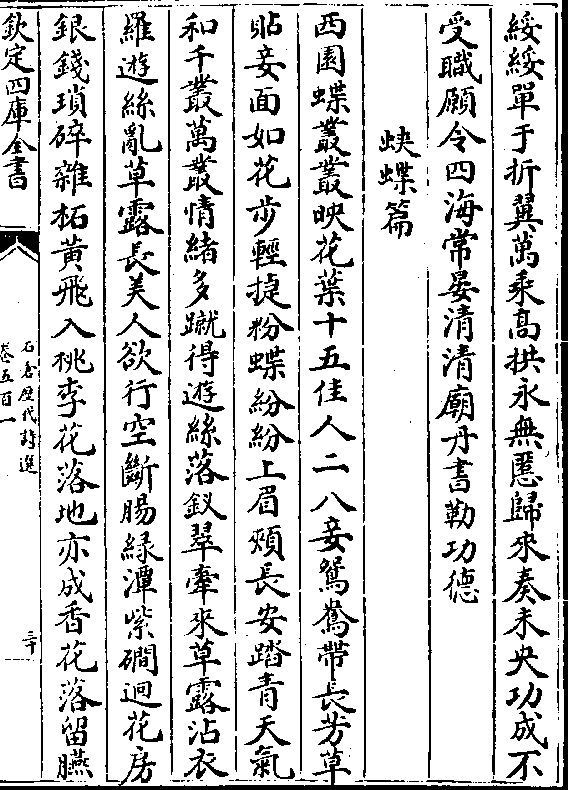 綏綏單于折翼萬乘高拱永無慝歸來奏未央功成不
受職願令四海常晏清清廟丹書勒功德
蛺蝶篇
西園蝶叢叢映花葉十五佳人二八妾鴛鴦帶長芳草
貼妾面如花步輕㨗粉蝶紛紛上眉頰長安踏青天氣
和千叢萬叢情緒多蹴得遊絲落釵翠牽來草露沾衣
羅遊絲亂草露長美人欲行空斷腸緑潭紫磵迴花房
銀錢瑣碎雜柘黄飛入桃李花落地亦成香花落留臙
欽定四庫全書
石倉歴代詩選
卷五百一
三十